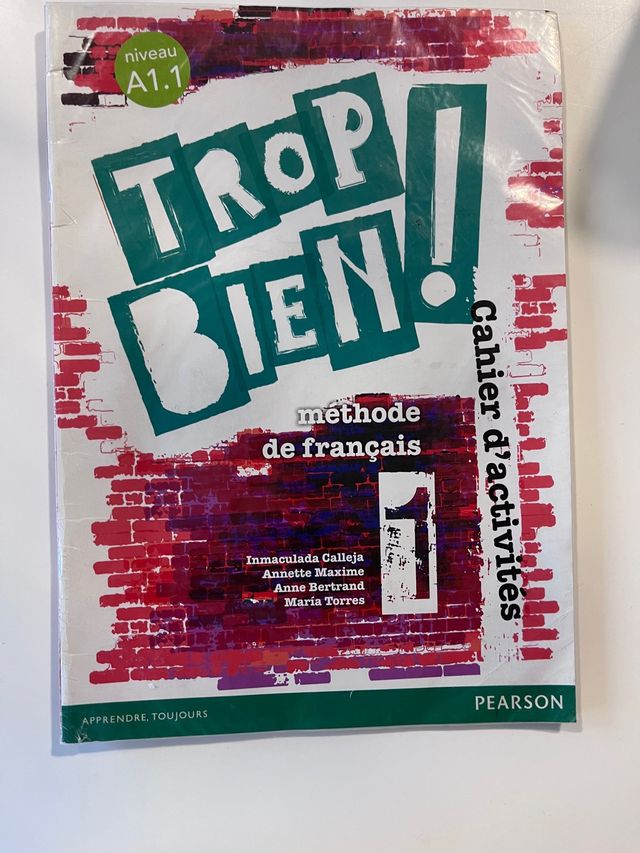 niveau
A1.1
TROP
BIEN!
Cahier d'activités
méthode
de français
1
Inmaculada Calleja
Annette Maxime
Anne Bertrand
María Torres
APPRENDRE, TOUJOURS
PEARSON